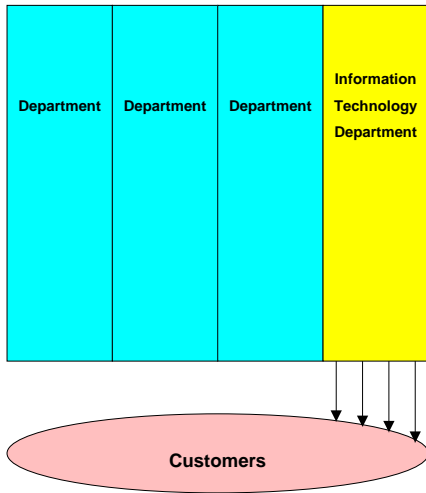 Department
Department
Department
Information
Technology
Department
Customers